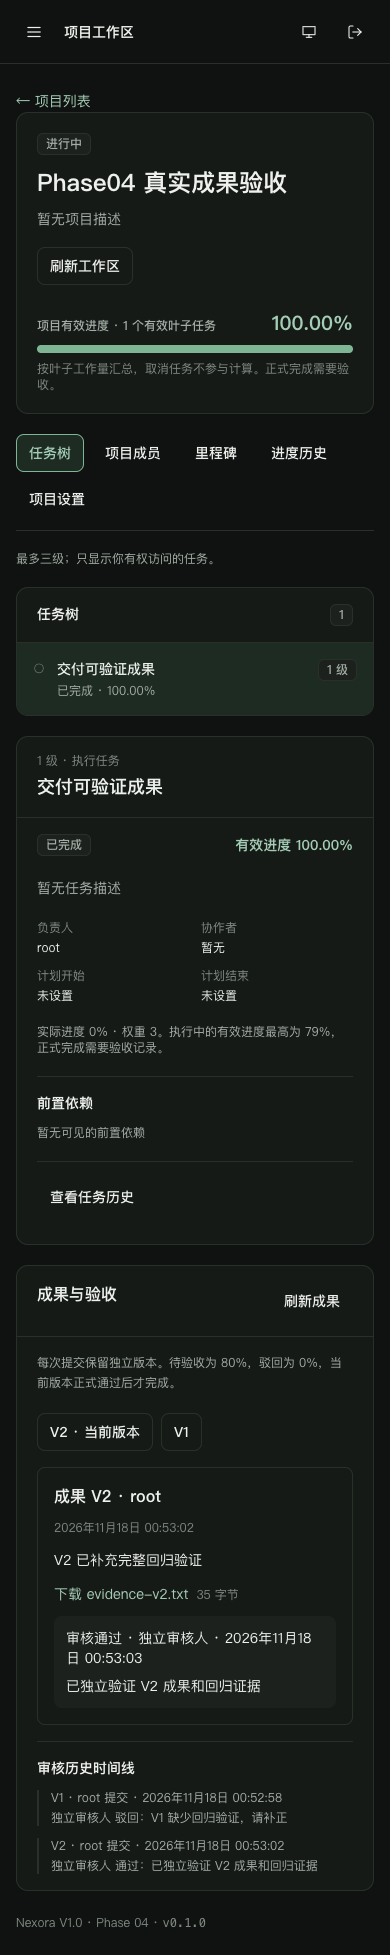 项目工作区
← 项目列表
进行中
Phase04 真实成果验收
暂无项目描述
刷新工作区
项目有效进度 · 1 个有效叶子任务 100.00%
按叶子工作量汇总，取消任务不参与计算。正式完成需要验
收。
任务树 项目成员 里程碑 进度历史
项目设置
最多三级；只显示你有权访问的任务。
任务树 1
交付可验证成果 1 级
已完成 · 100.00%
1 级 · 执行任务
交付可验证成果
已完成 有效进度 100.00%
暂无任务描述
负责人 协作者
root 暂无
计划开始 计划结束
未设置 未设置
实际进度 0% · 权重 3。执行中的有效进度最高为 79%，
正式完成需要验收记录。
前置依赖
暂无可见的前置依赖
查看任务历史
成果与验收 刷新成果
每次提交保留独立版本。待验收为 80%，驳回为 0%，当
前版本正式通过后才完成。
V2 · 当前版本 V1
成果 V2 · root
2026年11月18日 00:53:02
V2 已补充完整回归验证
下载 evidence-v2.txt 35 字节
审核通过 · 独立审核人 · 2026年11月18
日 00:53:03
已独立验证 V2 成果和回归证据
审核历史时间线
V1 · root 提交 · 2026年11月18日 00:52:58
独立审核人 驳回：V1 缺少回归验证，请补正
V2 · root 提交 · 2026年11月18日 00:53:02
独立审核人 通过：已独立验证 V2 成果和回归证据
Nexora V1.0 · Phase 04 · v0.1.0